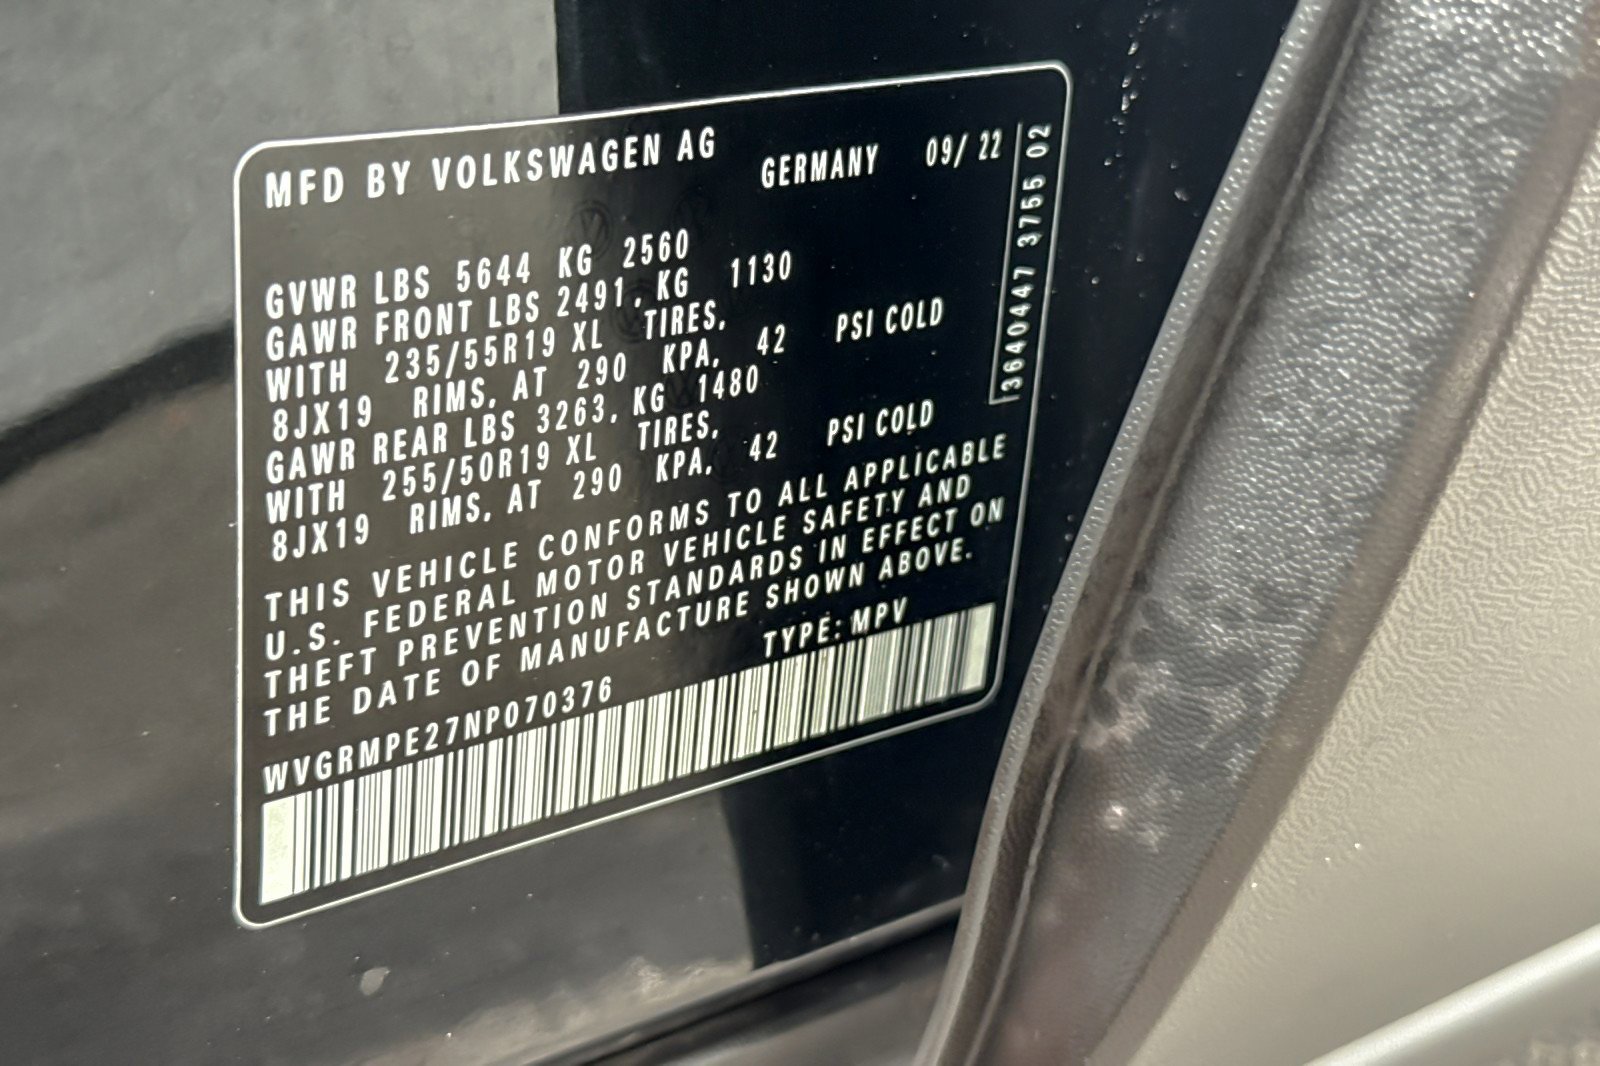 MFD BY VOLKSWAGEN AG GERMANY 09/ 22
GVWR LBS 5644 KG 2560
GAWR FRONT LBS 2491, KG 1130
WITH 235/55R19 XL TIRES,
8JX19 RIMS, AT 290 KPA, 42 PSI COLD
GAWR REAR LBS 3263, KG 1480
WITH 255/50R19 XL TIRES,
8JX19 RIMS, AT 290 KPA, 42 PSI COLD
THIS VEHICLE CONFORMS TO ALL APPLICABLE
U.S. FEDERAL MOTOR VEHICLE SAFETY AND
THEFT PREVENTION STANDARDS IN EFFECT ON
THE DATE OF MANUFACTURE SHOWN ABOVE.
WVGRMPE27NP070376 TYPE: MPV
3640447 3755 02